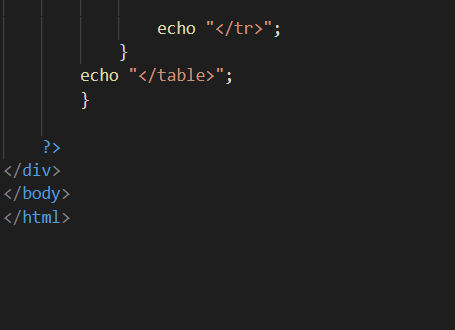 echo "</tr>";
}
echo "</table>";
}
?>
</div>
</body>
</html>